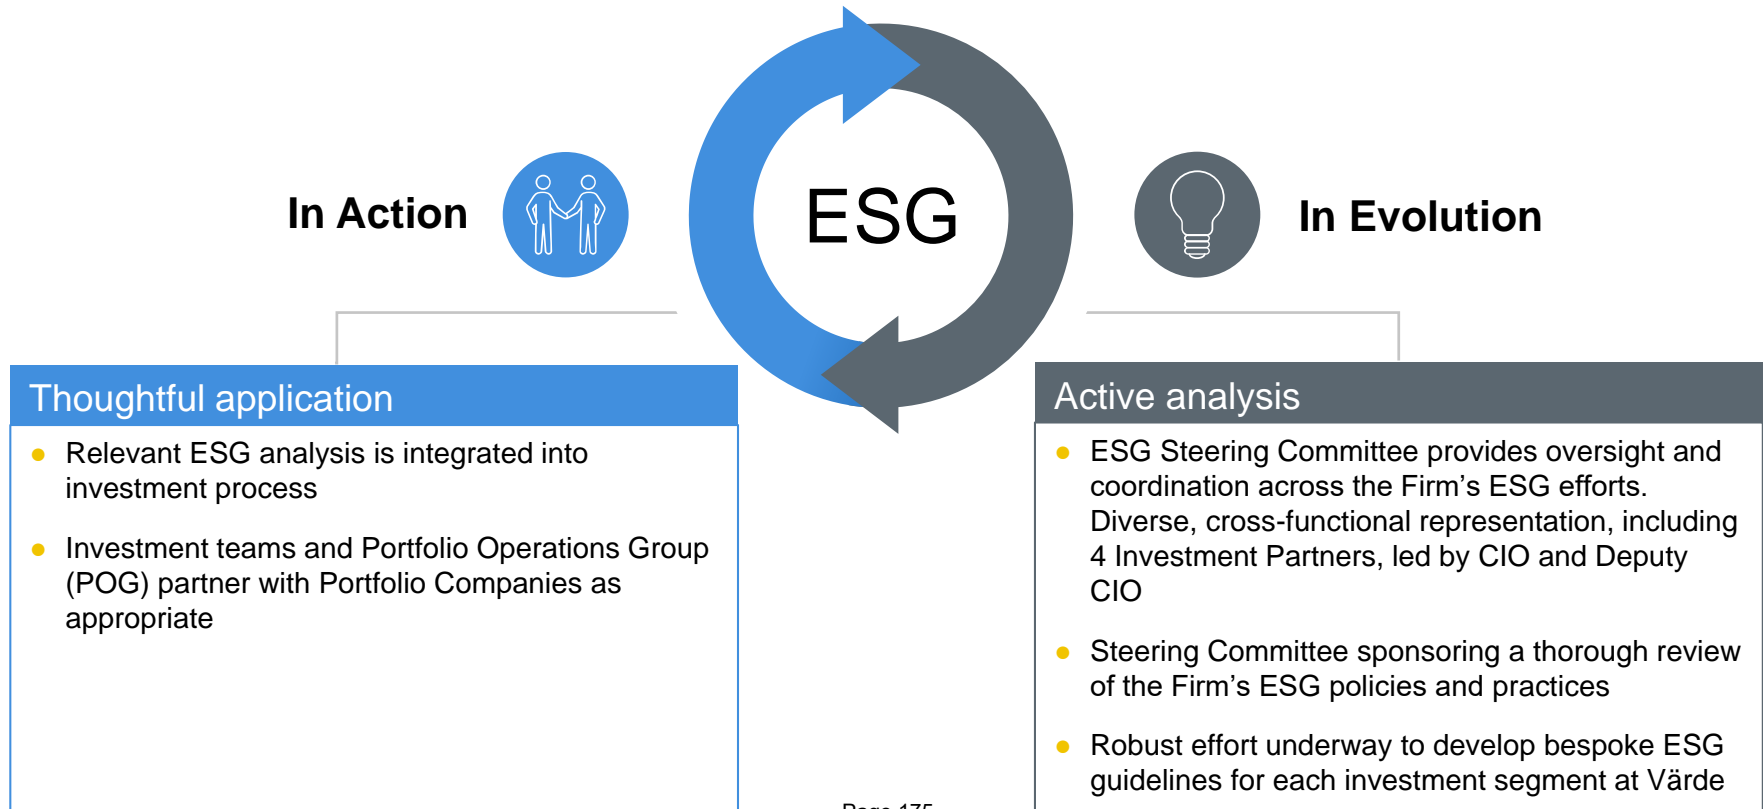 In Action
ESG
In Evolution
Thoughtful application
● Relevant ESG analysis is integrated into
investment process
● Investment teams and Portfolio Operations Group
(POG) partner with Portfolio Companies as
appropriate
Active analysis
● ESG Steering Committee provides oversight and
coordination across the Firm’s ESG efforts.
Diverse, cross-functional representation, including
4 Investment Partners, led by CIO and Deputy
CIO
● Steering Committee sponsoring a thorough review
of the Firm’s ESG policies and practices
● Robust effort underway to develop bespoke ESG
guidelines for each investment segment at Värde
Page 175